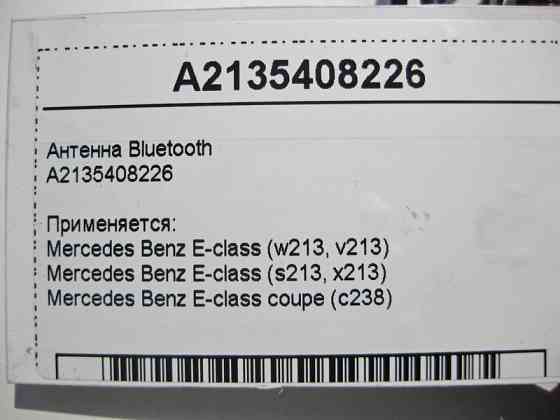 A2135408226
Антенна Bluetooth
A2135408226
Применяется:
Mercedes Benz E-class (w213, v213)
Mercedes Benz E-class (s213, x213)
Mercedes Benz E-class coupe (c238)